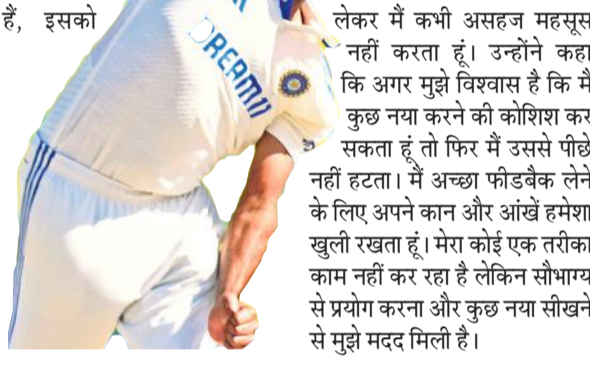 हैं, इसको लेकर मैं कभी असहज महसूस
नहीं करता हूं। उन्होंने कहा
कि अगर मुझे विश्वास है कि मै
कुछ नया करने की कोशिश कर
सकता हूं तो फिर मैं उससे पीछे
नहीं हटता। मैं अच्छा फीडबैक लेने
के लिए अपने कान और आंखें हमेशा
खुली रखता हूं। मेरा कोई एक तरीका
काम नहीं कर रहा है लेकिन सौभाग्य
से प्रयोग करना और कुछ नया सीखने
से मुझे मदद मिली है।
DREAM11